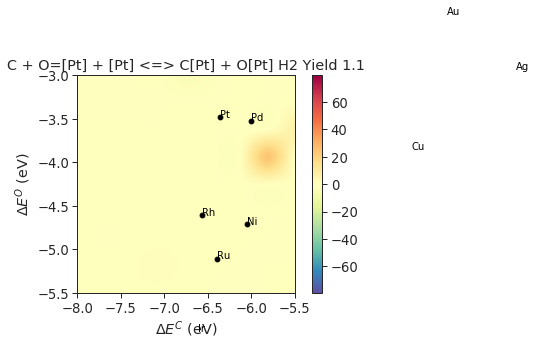 Au
C + O=[Pt] + [Pt] <=> C[Pt] + O[Pt] H2 Yield 1.1
Ag
−3.0
−3.5
−4.0
−4.5
−5.0
−5.5
ΔE^O (eV)
Pt
Pd
Rh
Ni
Ru
60
40
20
0
−20
−40
−60
Cu
−8.0 −7.5 −7.0 −6.5 −6.0 −5.5
ΔE^C (eV)
Ir